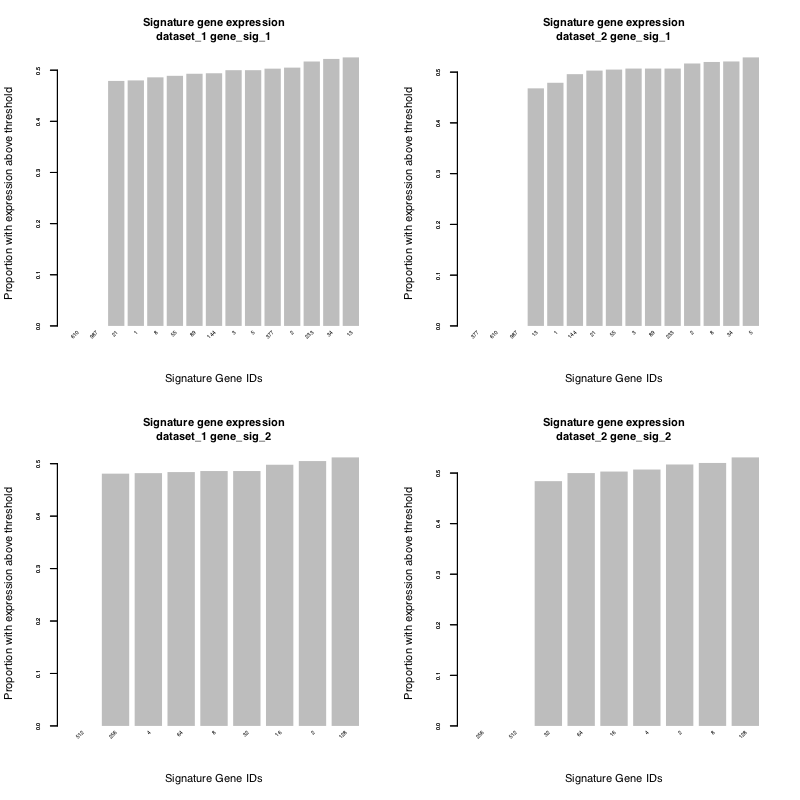 Signature gene expression
dataset_1 gene_sig_1
Proportion with expression above threshold
0.5
0.4
0.3
0.2
0.1
0.0
610 987 21 1 8 55 89 144 3 5 377 2 233 34 13
Signature Gene IDs
Signature gene expression
dataset_2 gene_sig_1
Proportion with expression above threshold
0.5
0.4
0.3
0.2
0.1
0.0
377 610 987 13 1 144 21 55 3 89 233 2 8 34 5
Signature Gene IDs
Signature gene expression
dataset_1 gene_sig_2
Proportion with expression above threshold
0.5
0.4
0.3
0.2
0.1
0.0
512 256 4 64 8 32 16 2 128
Signature Gene IDs
Signature gene expression
dataset_2 gene_sig_2
Proportion with expression above threshold
0.5
0.4
0.3
0.2
0.1
0.0
256 512 32 64 16 4 2 8 128
Signature Gene IDs